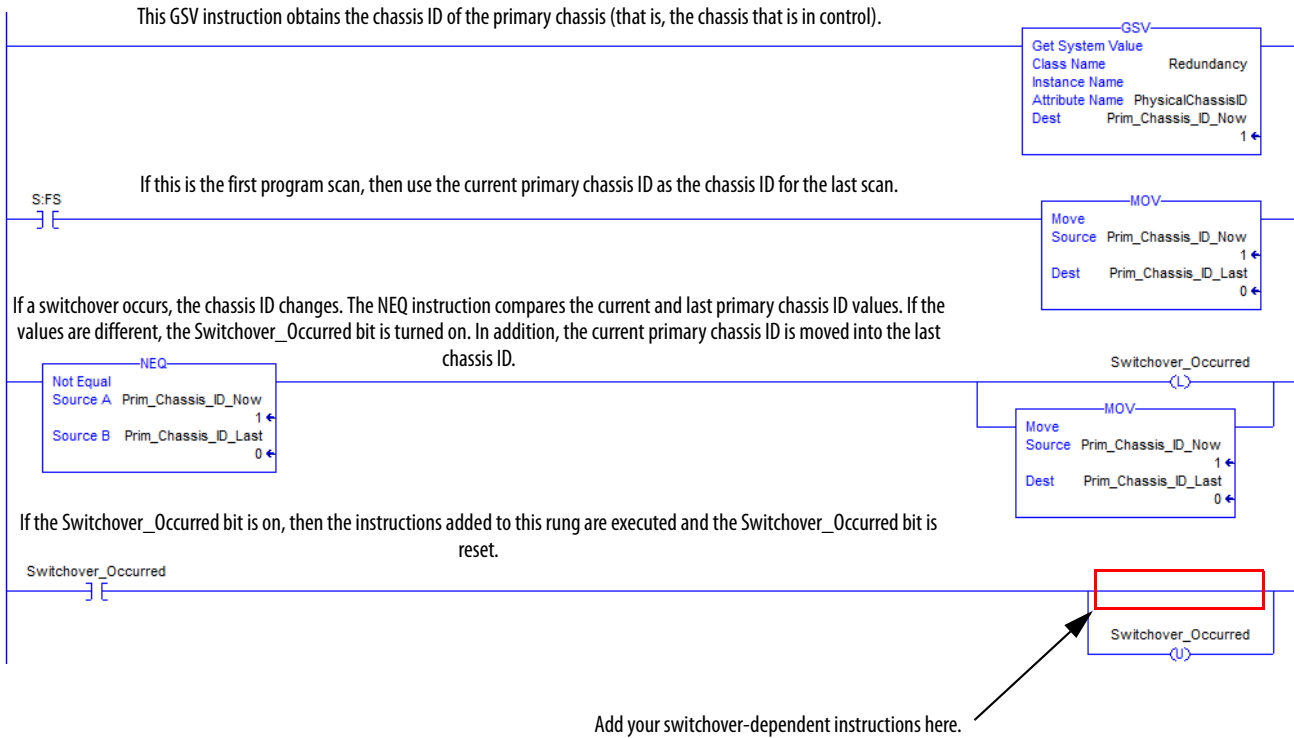 This GSV instruction obtains the chassis ID of the primary chassis (that is, the chassis that is in control).
GSV
Get System Value
Class Name Redundancy
Instance Name
Attribute Name PhysicalChassisID
Dest Prim_Chassis_ID_Now
1
If this is the first program scan, then use the current primary chassis ID as the chassis ID for the last scan.
S:FS
MOV
Move
Source Prim_Chassis_ID_Now
1
Dest Prim_Chassis_ID_Last
0
If a switchover occurs, the chassis ID changes. The NEQ instruction compares the current and last primary chassis ID values. If the
values are different, the Switchover_Occurred bit is turned on. In addition, the current primary chassis ID is moved into the last
chassis ID.
NEQ
Not Equal
Source A Prim_Chassis_ID_Now
1
Source B Prim_Chassis_ID_Last
0
Switchover_Occurred
L
MOV
Move
Source Prim_Chassis_ID_Now
1
Dest Prim_Chassis_ID_Last
0
If the Switchover_Occurred bit is on, then the instructions added to this rung are executed and the Switchover_Occurred bit is
reset.
Switchover_Occurred
Switchover_Occurred
U
Add your switchover-dependent instructions here.